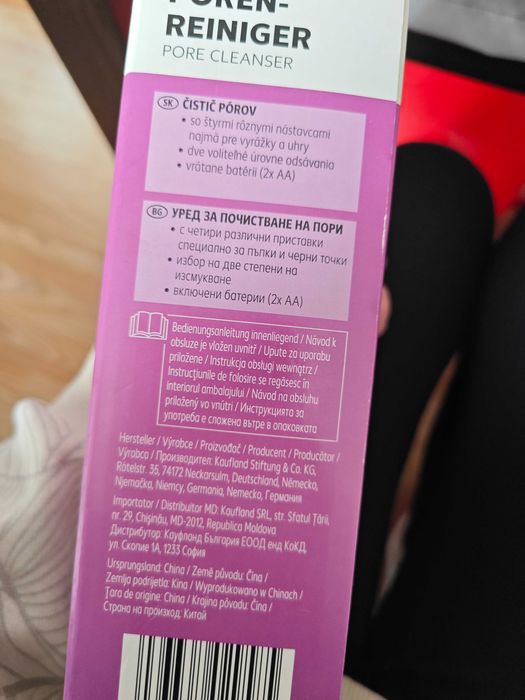 POREN-
REINIGER
PORE CLEANSER
SK ČISTIČ PÓROV
• so štyrmi rôznymi nástavcami
najmä pre vyrážky a uhry
• dve voliteľné úrovne odsávania
• vrátane batérií (2x AA)
BG УРЕД ЗА ПОЧИСТВАНЕ НА ПОРИ
• с четири различни приставки
специално за пъпки и черни точки
• избор на две степени на
изсмукване
• включени батерии (2x AA)
Bedienungsanleitung innenliegend / Návod k
obsluze je vložen uvnitř / Upute za uporabu
priložene / Instrukcja obsługi wewnątrz /
Instrucțiunile de folosire se regăsesc în
interiorul ambalajului / Návod na obsluhu
priložený vo vnútri / Инструкцията за
употреба е сложена вътре в опаковката
Hersteller / Výrobce / Proizvođač / Producent / Producător /
Výrobca / Производител: Kaufland Stiftung & Co. KG,
Rötelstr. 35, 74172 Neckarsulm, Deutschland, Německo,
Njemačka, Niemcy, Germania, Nemecko, Германия
Importator / Distribuitor MD: Kaufland SRL, str. Sfatul Țării,
nr. 29, Chișinău, MD-2012, Republica Moldova
Дистрибутор: Кауфланд България ЕООД енд КоКД,
ул. Скопие 1А, 1233 София
Ursprungsland: China / Země původu: Čína /
Zemlja podrijetla: Kina / Wyprodukowano w Chinach /
Țara de origine: China / Krajina pôvodu: Čína /
Страна на произход: Китай